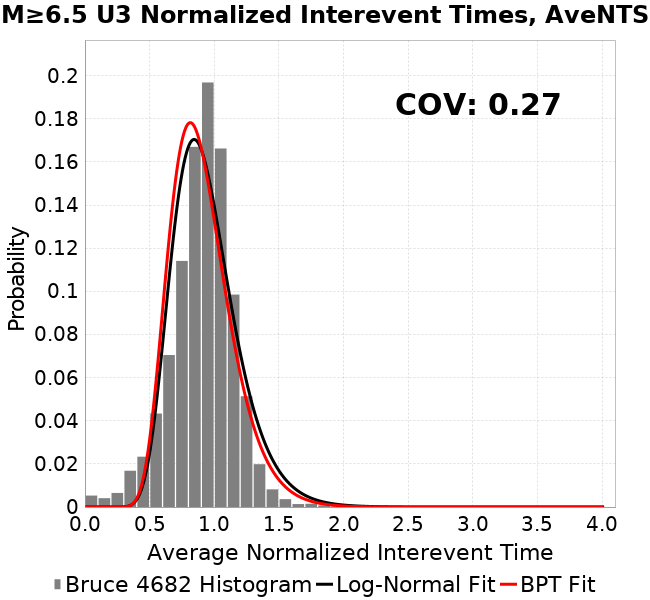 M≥6.5 U3 Normalized Interevent Times, AveNTS
COV: 0.27
Probability
0.2
0.18
0.16
0.14
0.12
0.1
0.08
0.06
0.04
0.02
0
0.0 0.5 1.0 1.5 2.0 2.5 3.0 3.5 4.0
Average Normalized Interevent Time
Bruce 4682 Histogram Log-Normal Fit BPT Fit